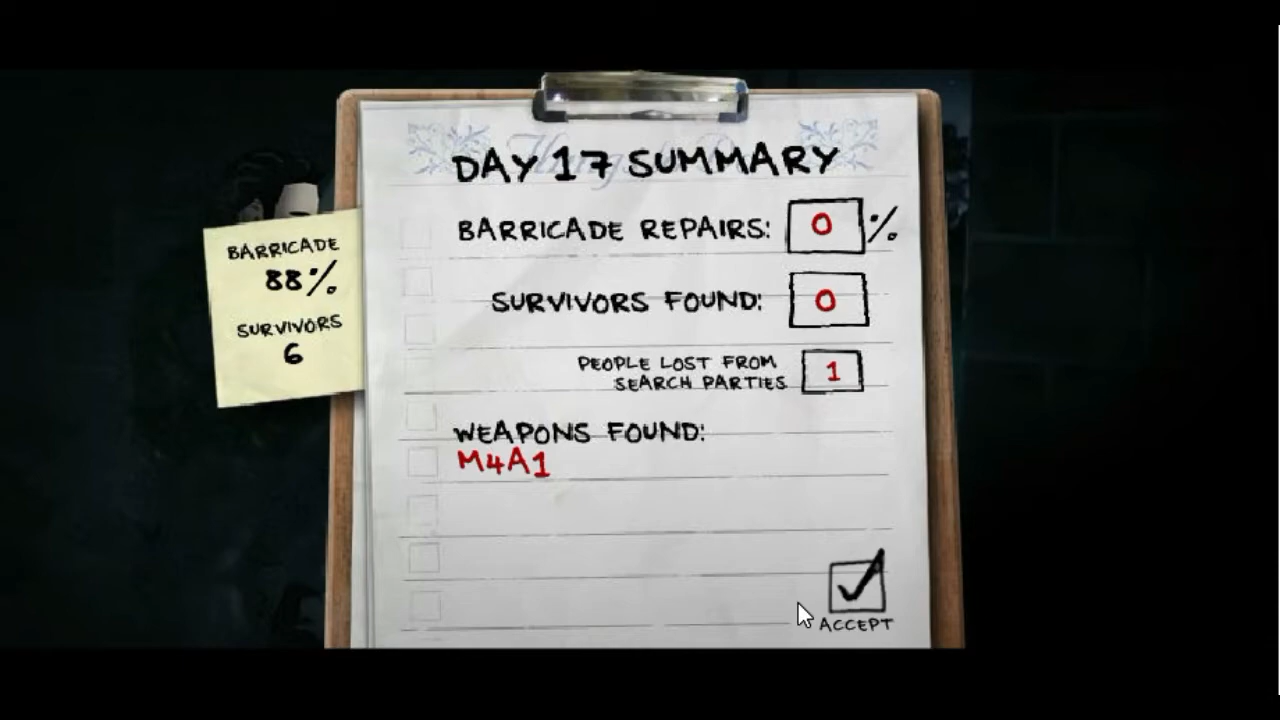 DAY 17 SUMMARY
BARRICADE REPAIRS: 0 %
SURVIVORS FOUND: 0
PEOPLE LOST FROM
SEARCH PARTIES 1
WEAPONS FOUND:
M4A1
ACCEPT
BARRICADE
88%
SURVIVORS
6